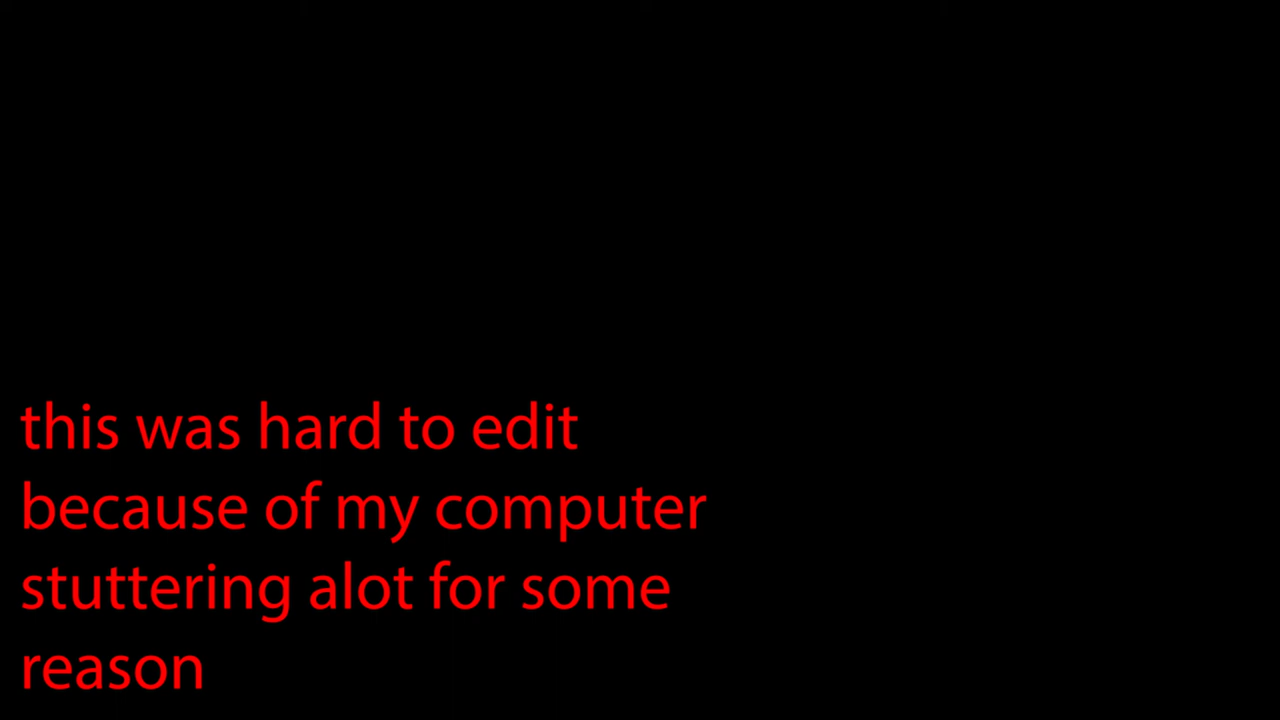 this was hard to edit
because of my computer
stuttering alot for some
reason